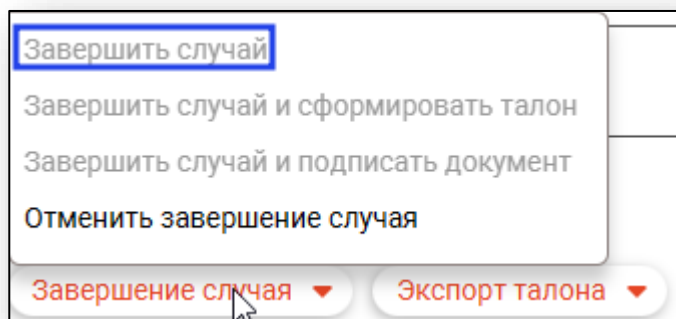 Завершить случай
Завершить случай и сформировать талон
Завершить случай и подписать документ
Отменить завершение случая
Завершение случая
Экспорт талона